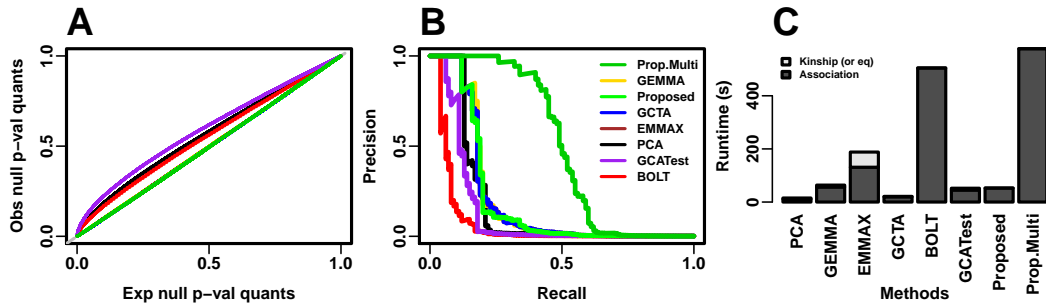 A
Obs null p−val quants
1.0
0.5
0.0
0.0
0.5
1.0
Exp null p−val quants
B
Precision
1.0
0.5
0.0
0.0
0.5
1.0
Recall
Prop.Multi
GEMMA
Proposed
GCTA
EMMAX
PCA
GCATest
BOLT
C
Runtime (s)
400
200
0
Kinship (or eq)
Association
PCA
GEMMA
EMMAX
GCTA
BOLT
GCATest
Proposed
Prop.Multi
Methods